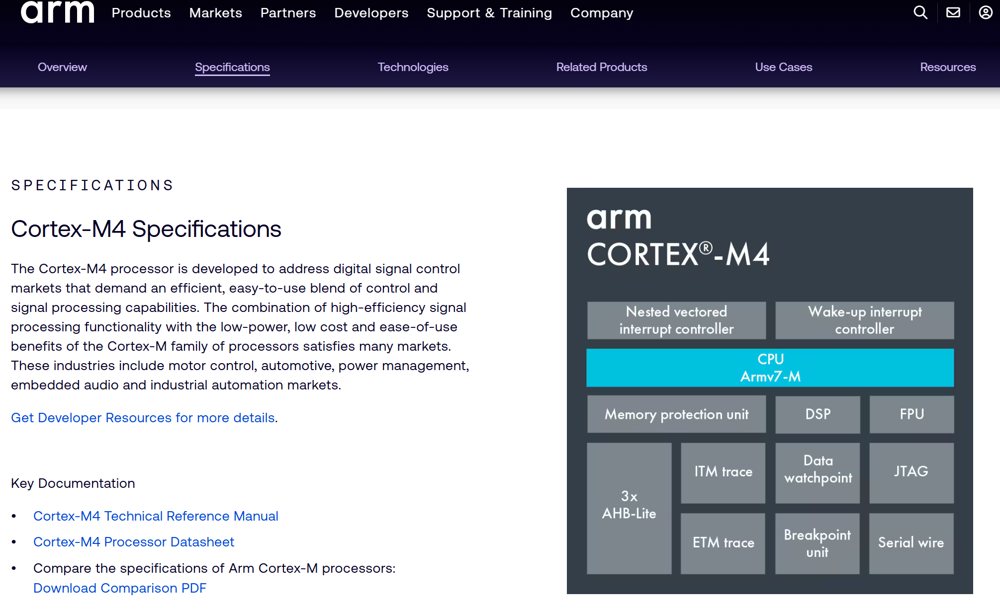 arm Products Markets Partners Developers Support & Training Company
Overview Specifications Technologies Related Products Use Cases Resources
SPECIFICATIONS
Cortex-M4 Specifications
The Cortex-M4 processor is developed to address digital signal control
markets that demand an efficient, easy-to-use blend of control and
signal processing capabilities. The combination of high-efficiency signal
processing functionality with the low-power, low cost and ease-of-use
benefits of the Cortex-M family of processors satisfies many markets.
These industries include motor control, automotive, power management,
embedded audio and industrial automation markets.
Get Developer Resources for more details.
Key Documentation
• Cortex-M4 Technical Reference Manual
• Cortex-M4 Processor Datasheet
• Compare the specifications of Arm Cortex-M processors:
Download Comparison PDF
arm
CORTEX®-M4
Nested vectored
interrupt controller
Wake-up interrupt
controller
CPU
Armv7-M
Memory protection unit
DSP
FPU
3x
AHB-Lite
ITM trace
Data
watchpoint
JTAG
ETM trace
Breakpoint
unit
Serial wire